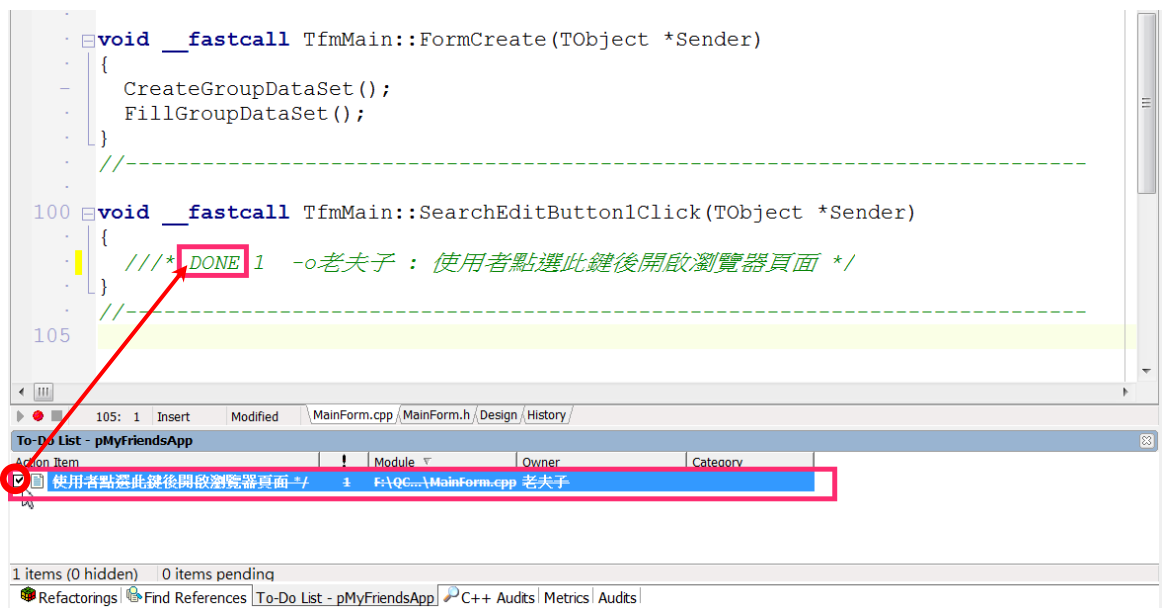 void __fastcall TfmMain::FormCreate(TObject *Sender)
{
CreateGroupDataSet();
FillGroupDataSet();
}
//---------------------------------------------------------------------------
100 void __fastcall TfmMain::SearchEditButton1Click(TObject *Sender)
{
///* DONE 1 -o老夫子 : 使用者點選此鍵後開啟瀏覽器頁面 */
}
//---------------------------------------------------------------------------
105
105: 1 Insert Modified MainForm.cpp MainForm.h Design History
To-Do List - pMyFriendsApp
Action Item ! Module Owner Category
使用者點選此鍵後開啟瀏覽器頁面 */ 1 F:\QC...\MainForm.cpp 老夫子
1 items (0 hidden) 0 items pending
Refactorings Find References To-Do List - pMyFriendsApp C++ Audits Metrics Audits